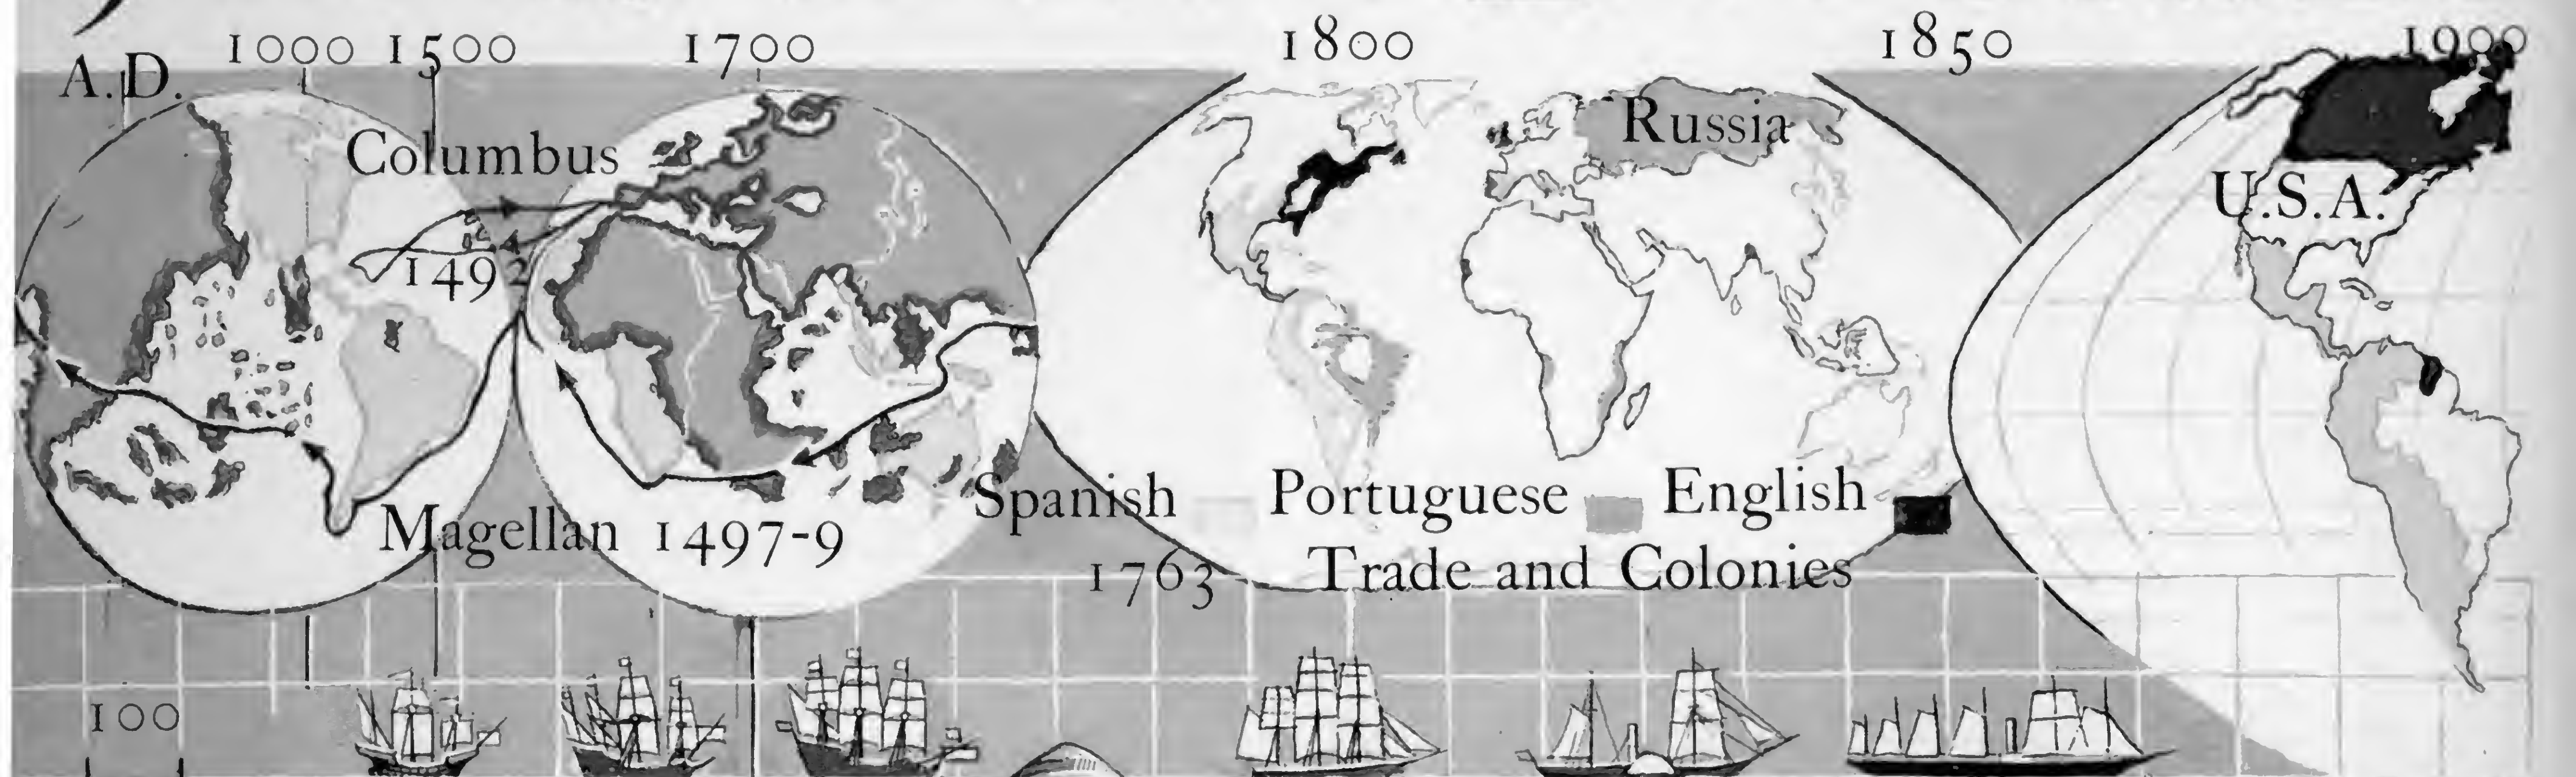 1000 1500 1700 1800 1850 1900
A.D.
Columbus
1492
Russia
U.S.A.
Spanish Portuguese English
Magellan 1497-9
1763 Trade and Colonies
100